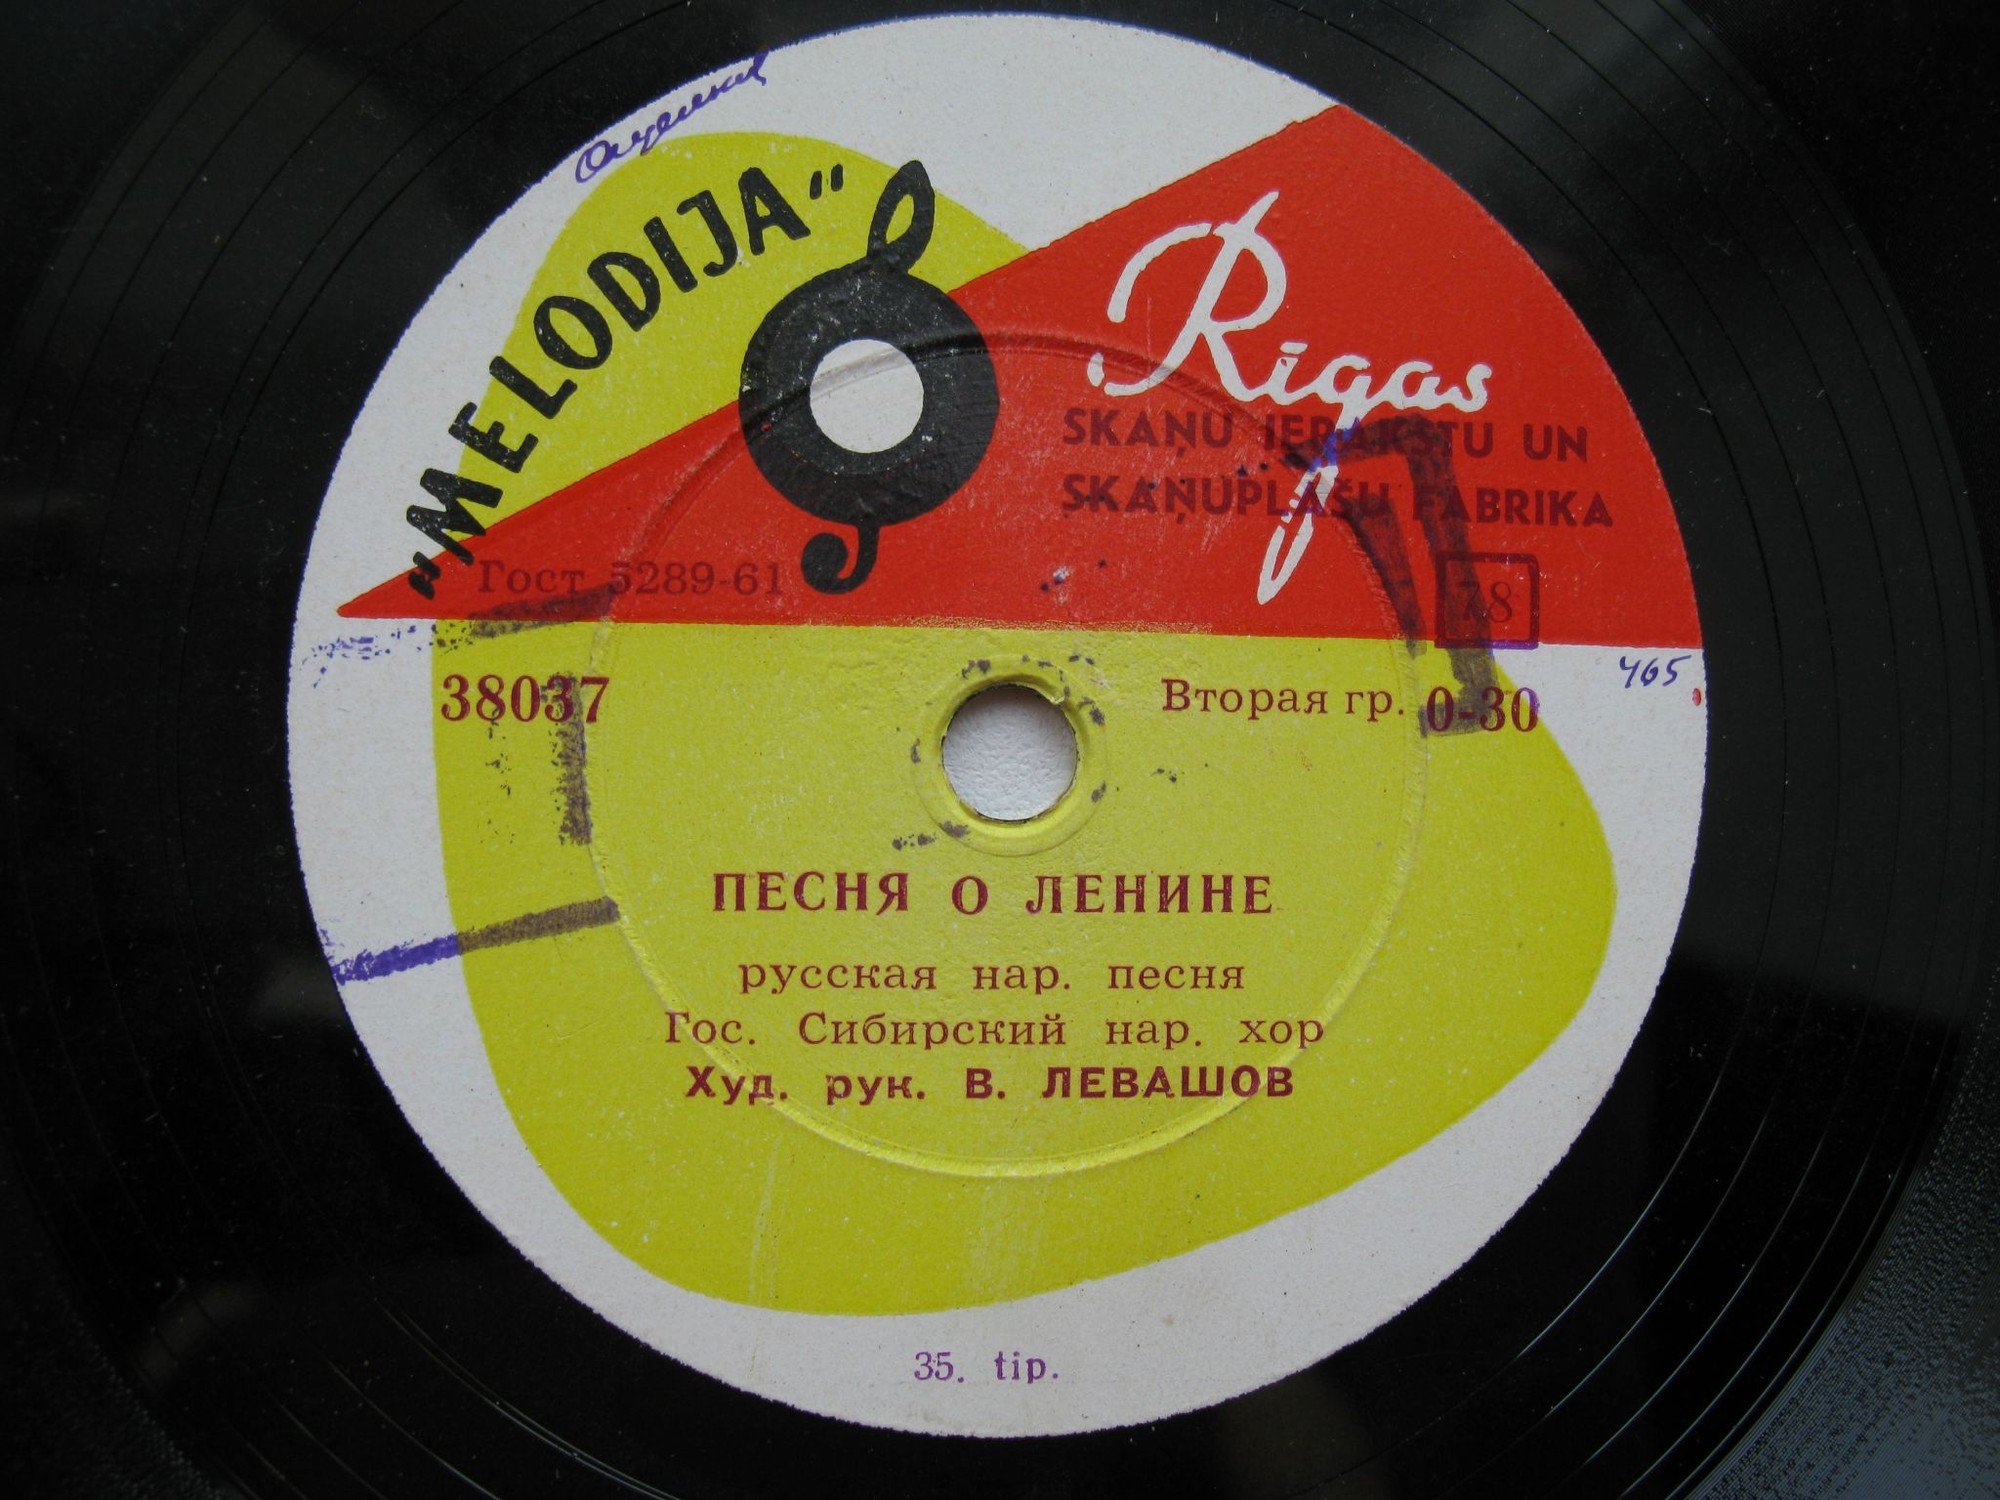 „MELODIJA“
Rigas
SKAŅU IERAKSTU UN
SKAŅUPLAŠU FABRIKA
Гост 5289-61
78
465
38037
Вторая гр. 0-30
ПЕСНЯ О ЛЕНИНЕ
русская нар. песня
Гос. Сибирский нар. хор
Худ. рук. В. ЛЕВАШОВ
35. tip.